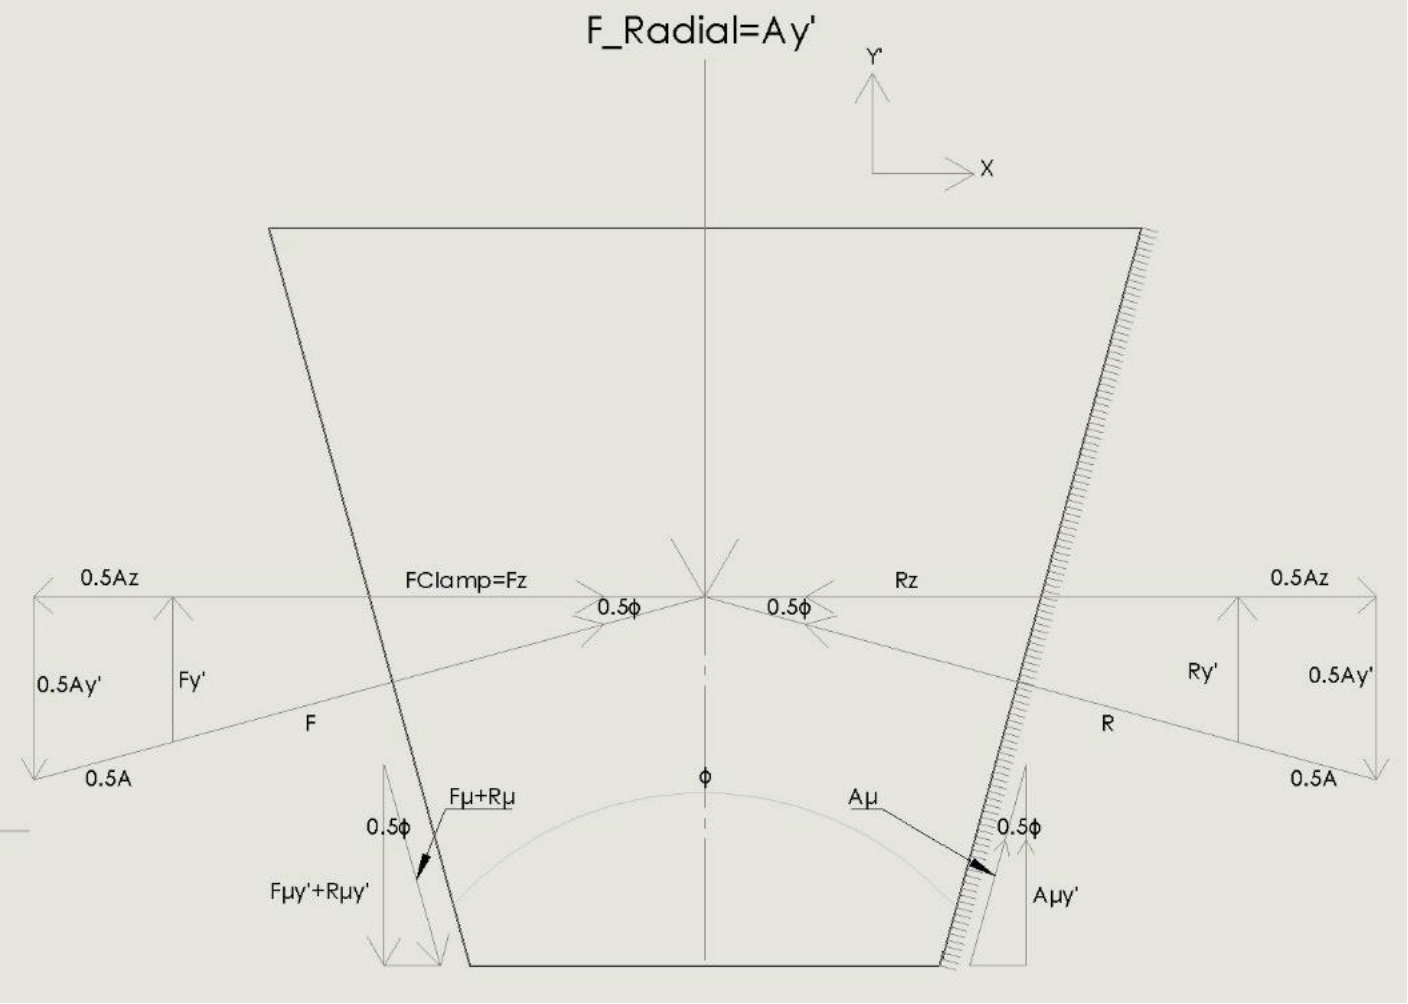 F_Radial=Ay'
Y'
X
0.5Az
FClamp=Fz
Rz
0.5Az
0.5ϕ
0.5ϕ
0.5Ay'
Fy'
Ry'
0.5Ay'
F
R
0.5A
ϕ
0.5A
Fμ+Rμ
Aμ
0.5ϕ
0.5ϕ
Fμy'+Rμy'
Aμy'